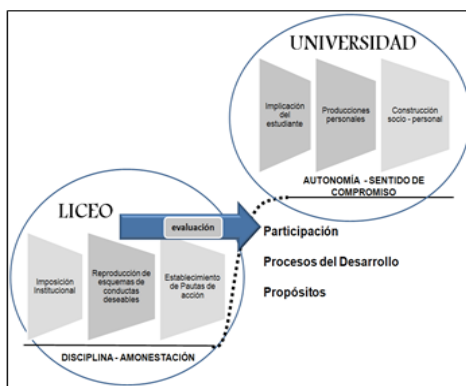 UNIVERSIDAD
Implicación
del
estudiante
Producciones
personales
Construcción
socio - personal
AUTONOMÍA - SENTIDO DE
COMPROMISO
LICEO
evaluación
Participación
Procesos del Desarrollo
Propósitos
Imposición
Institucional
Reproducción de
esquemas de
conductas
deseables
Establecimiento
de Pautas de
acción
DISCIPLINA - AMONESTACIÓN